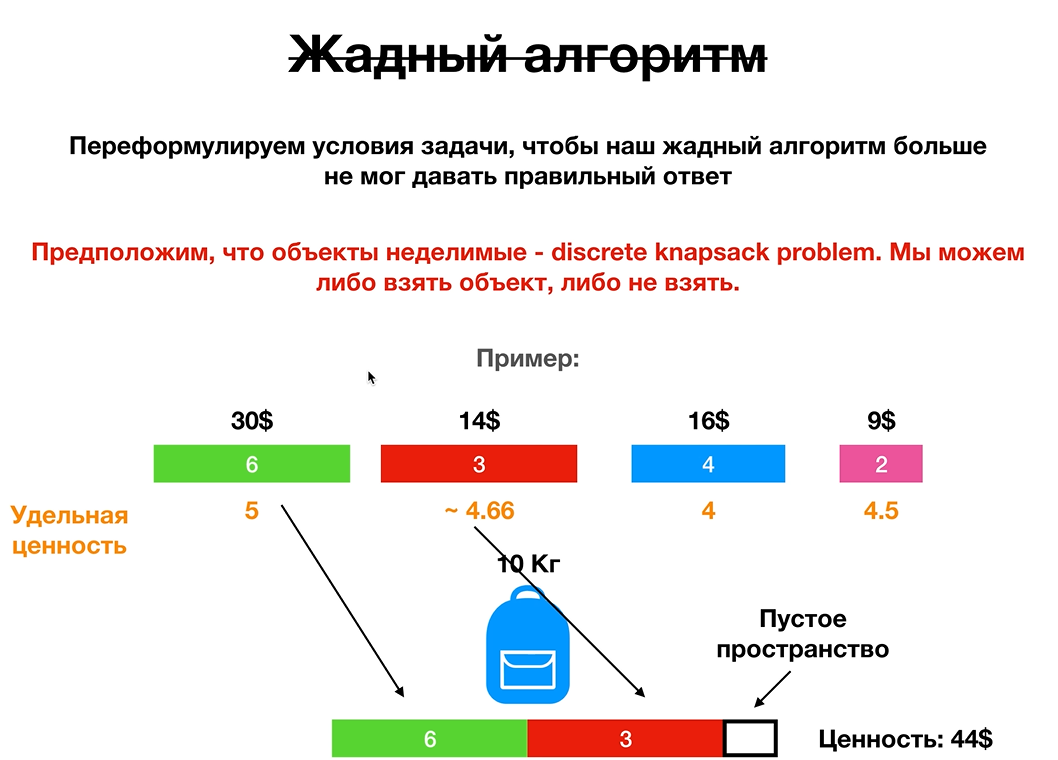 Жадный алгоритм
Переформулируем условия задачи, чтобы наш жадный алгоритм больше
не мог давать правильный ответ
Предположим, что объекты неделимые - discrete knapsack problem. Мы можем
либо взять объект, либо не взять.
Пример:
30$ 14$ 16$ 9$
6 3 4 2
Удельная
ценность
5 ~ 4.66 4 4.5
10 Кг
Пустое
пространство
6 3
Ценность: 44$